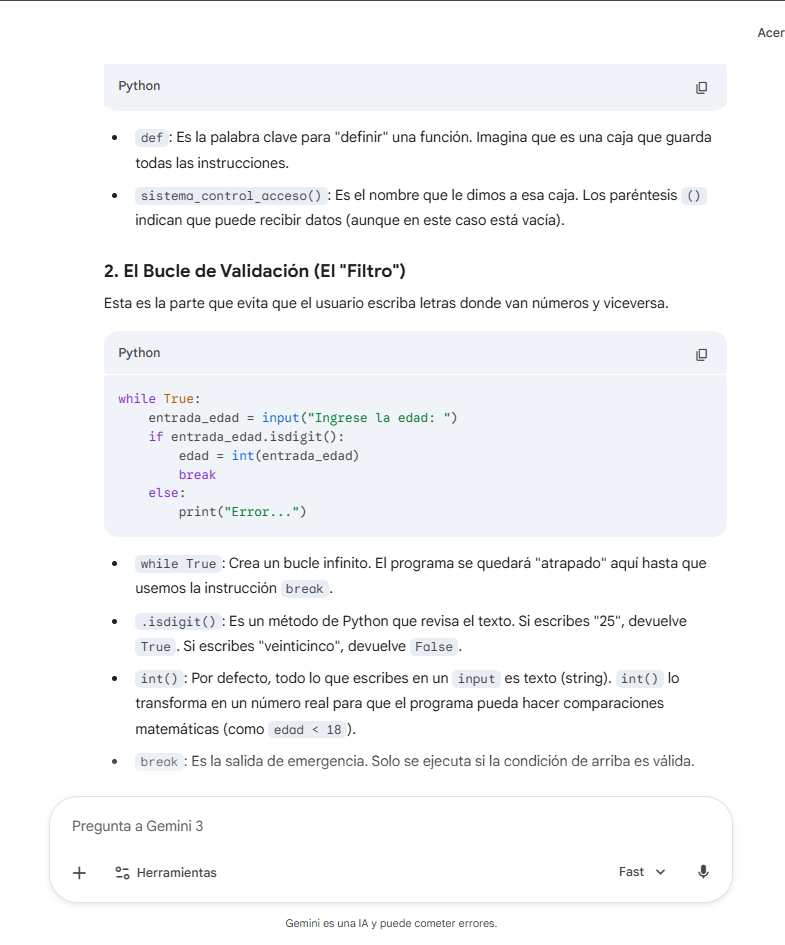 Acer
Python
def : Es la palabra clave para "definir" una función. Imagina que es una caja que guarda
todas las instrucciones.
sistema_control_acceso() : Es el nombre que le dimos a esa caja. Los paréntesis ()
indican que puede recibir datos (aunque en este caso está vacía).
2. El Bucle de Validación (El "Filtro")
Esta es la parte que evita que el usuario escriba letras donde van números y viceversa.
Python
while True:
    entrada_edad = input("Ingrese la edad: ")
    if entrada_edad.isdigit():
        edad = int(entrada_edad)
        break
    else:
        print("Error...")
while True : Crea un bucle infinito. El programa se quedará "atrapado" aquí hasta que
usemos la instrucción break .
.isdigit() : Es un método de Python que revisa el texto. Si escribes "25", devuelve
True . Si escribes "veinticinco", devuelve False .
int() : Por defecto, todo lo que escribes en un input es texto (string). int() lo
transforma en un número real para que el programa pueda hacer comparaciones
matemáticas (como edad < 18 ).
break : Es la salida de emergencia. Solo se ejecuta si la condición de arriba es válida.
Pregunta a Gemini 3
Herramientas
Fast
Gemini es una IA y puede cometer errores.